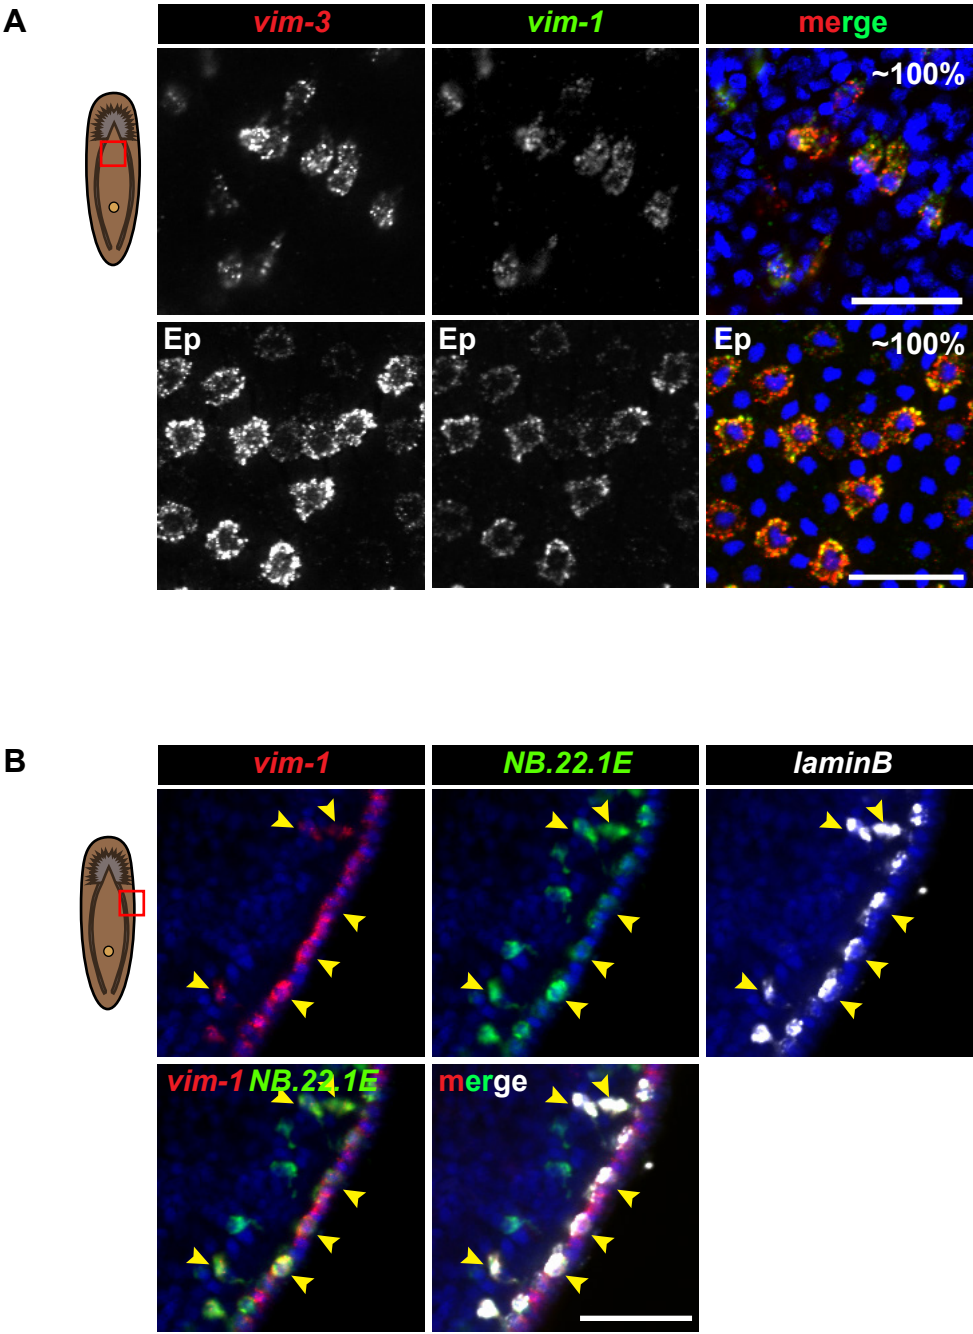 A
vim-3 vim-1 merge
~100%
Ep Ep Ep ~100%
B
vim-1 NB.22.1E laminB
vim-1 NB.22.1E merge